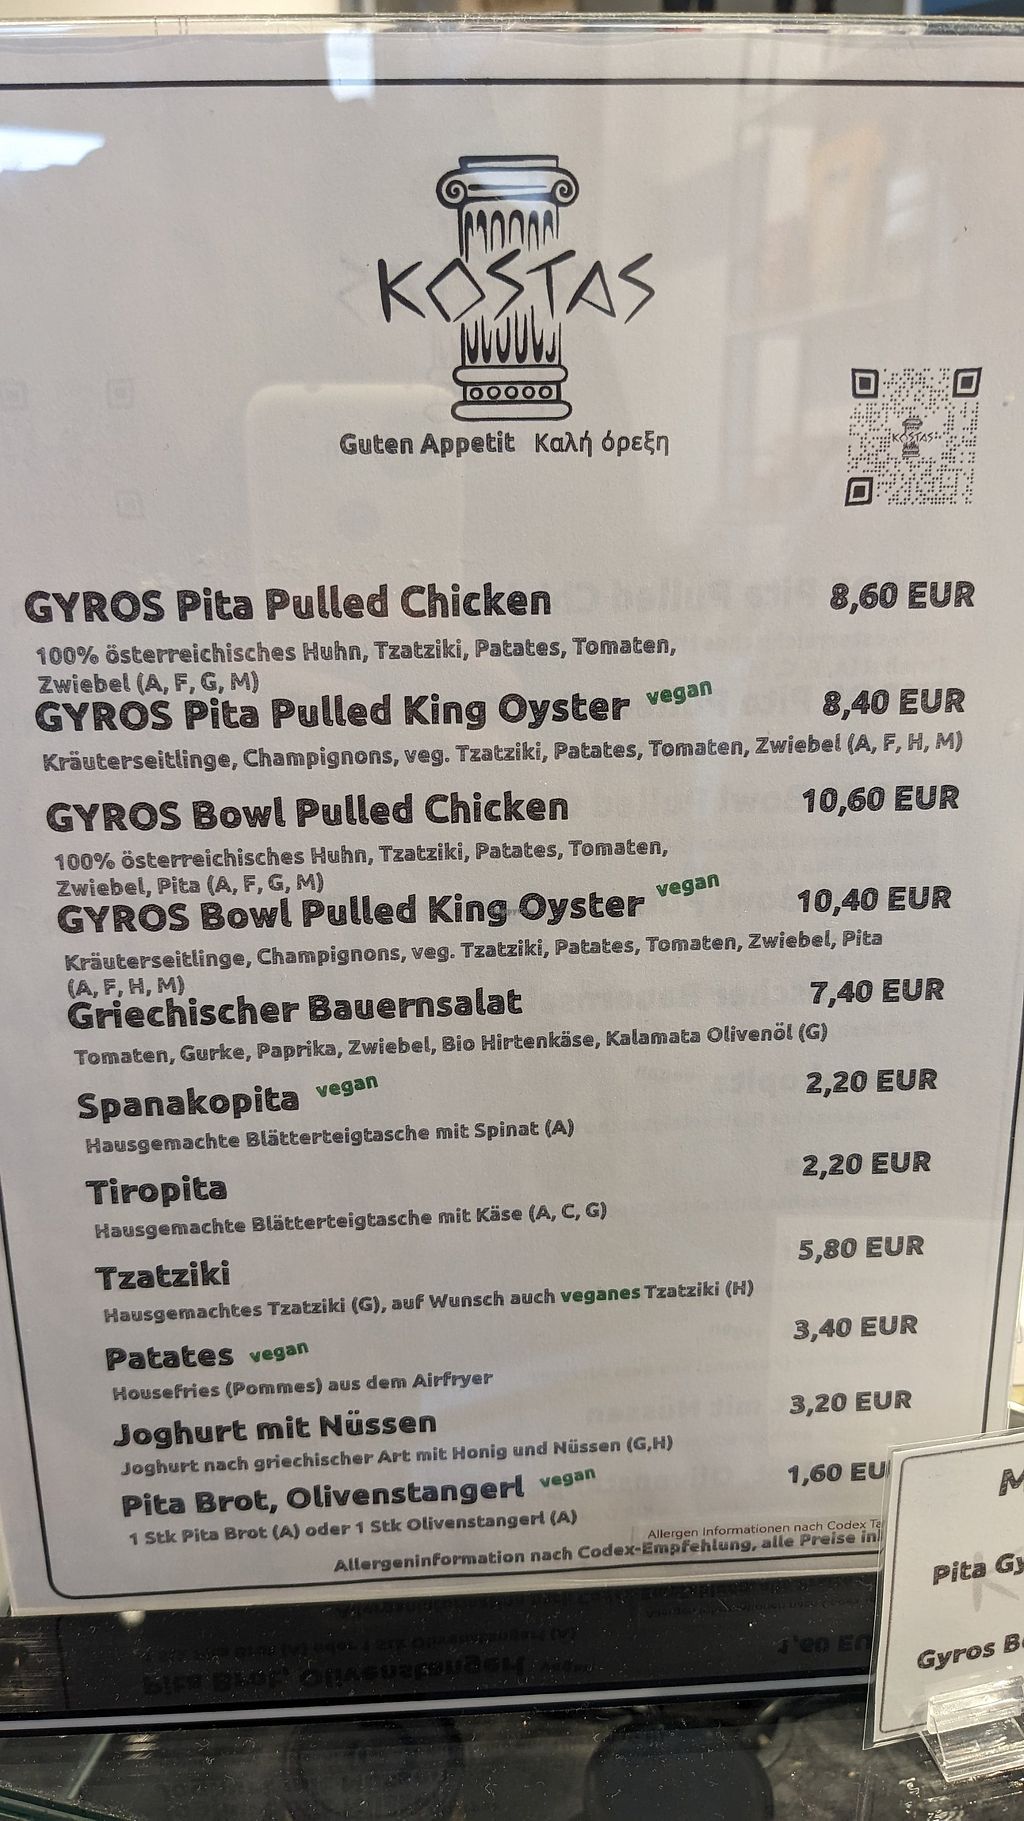 KOSTAS
Guten Appetit Καλή όρεξη
KOSTAS
GYROS Pita Pulled Chicken 8,60 EUR
100% österreichisches Huhn, Tzatziki, Patates, Tomaten,
Zwiebel (A, F, G, M)
GYROS Pita Pulled King Oyster vegan 8,40 EUR
Kräuterseitlinge, Champignons, veg. Tzatziki, Patates, Tomaten, Zwiebel (A, F, H, M)
GYROS Bowl Pulled Chicken 10,60 EUR
100% österreichisches Huhn, Tzatziki, Patates, Tomaten,
Zwiebel, Pita (A, F, G, M)
GYROS Bowl Pulled King Oyster vegan 10,40 EUR
Kräuterseitlinge, Champignons, veg. Tzatziki, Patates, Tomaten, Zwiebel, Pita
(A, F, H, M)
Griechischer Bauernsalat 7,40 EUR
Tomaten, Gurke, Paprika, Zwiebel, Bio Hirtenkäse, Kalamata Olivenöl (G)
Spanakopita vegan 2,20 EUR
Hausgemachte Blätterteigtasche mit Spinat (A)
Tiropita 2,20 EUR
Hausgemachte Blätterteigtasche mit Käse (A, C, G)
Tzatziki 5,80 EUR
Hausgemachtes Tzatziki (G), auf Wunsch auch veganes Tzatziki (H)
Patates vegan 3,40 EUR
Housefries (Pommes) aus dem Airfryer
Joghurt mit Nüssen 3,20 EUR
Joghurt nach griechischer Art mit Honig und Nüssen (G,H)
Pita Brot, Olivenstangerl vegan 1,60 EU
1 Stk Pita Brot (A) oder 1 Stk Olivenstangerl (A)
Allergen Informationen nach Codex
Allergeninformation nach Codex-Empfehlung, alle Preise
M
Pita Gy
Gyros B